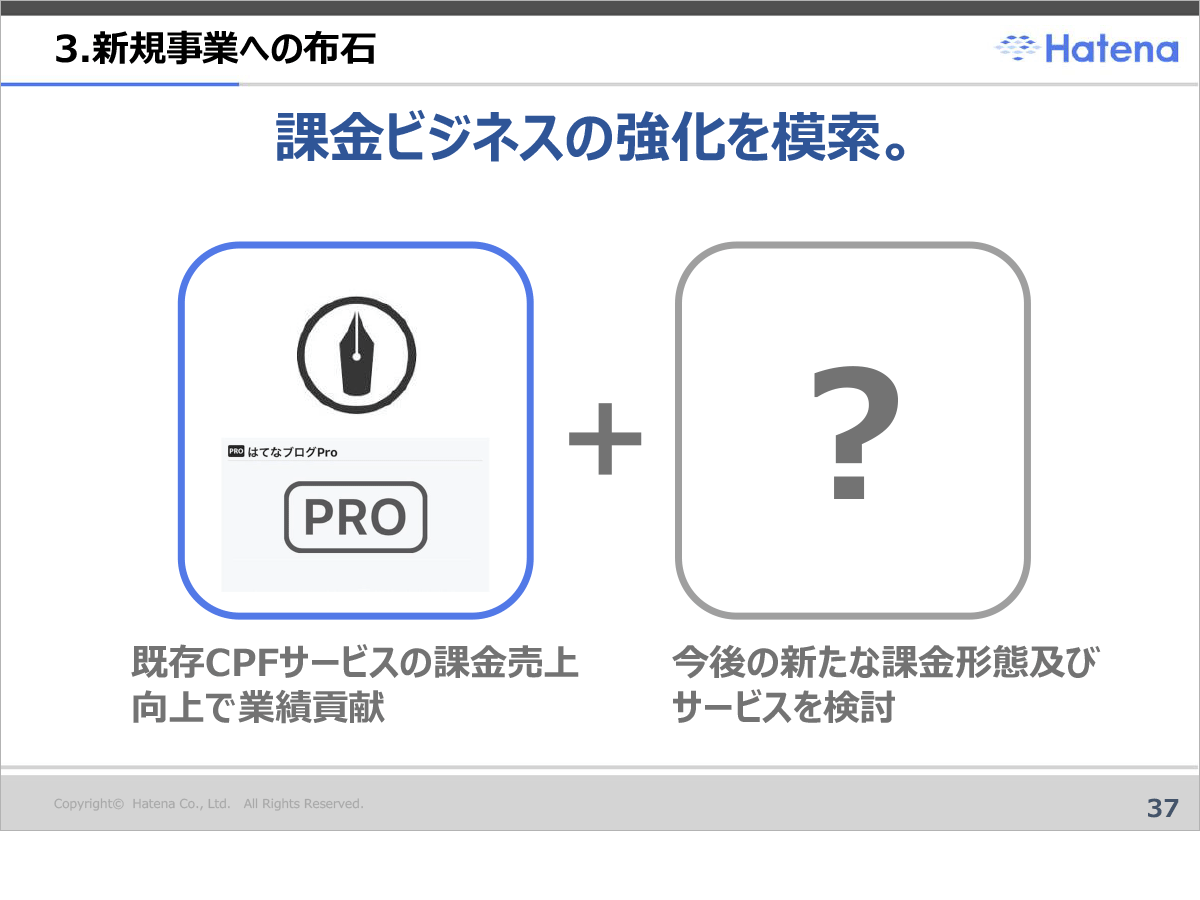 3.新規事業への布石
Hatena
課金ビジネスの強化を模索。
PRO はてなブログPro
PRO
+
?
既存CPFサービスの課金売上
向上で業績貢献
今後の新たな課金形態及び
サービスを検討
Copyright© Hatena Co., Ltd. All Rights Reserved.
37